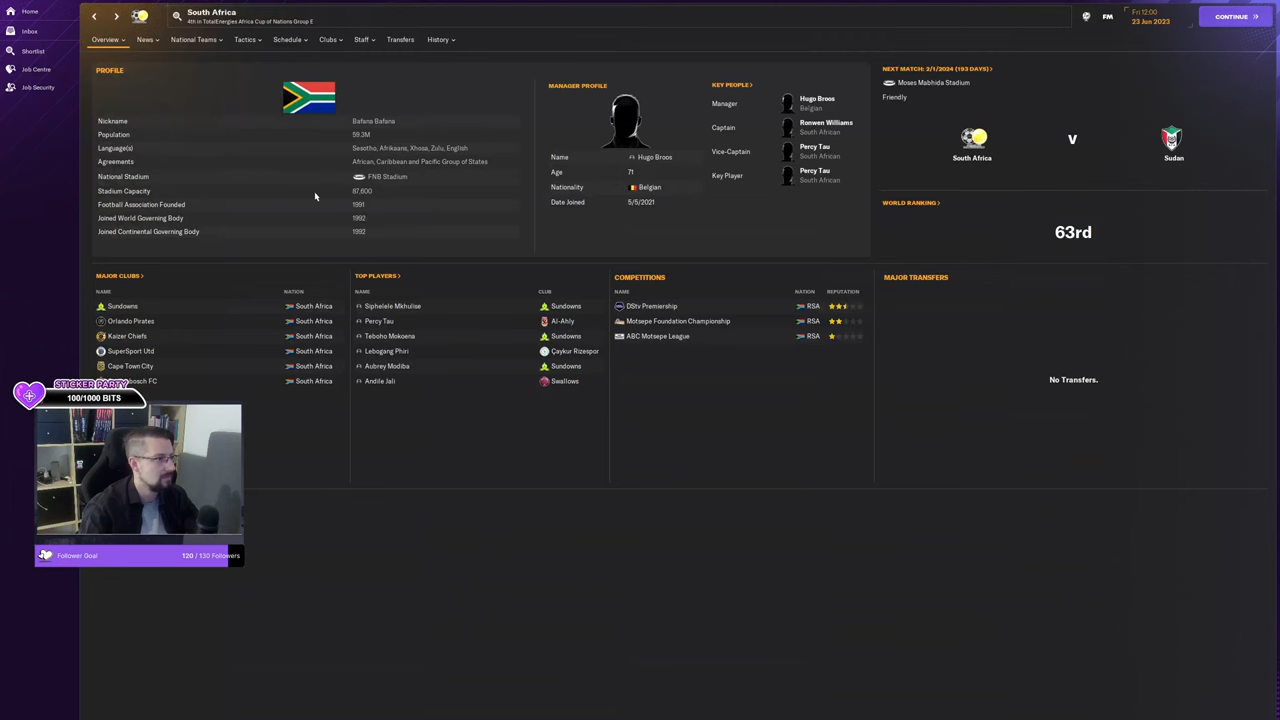 Home
Inbox
Shortlist
Job Centre
Job Security
South Africa
4th in TotalEnergies Africa Cup of Nations Group E
FM
Fri 12:00
23 Jun 2023
CONTINUE
Overview
News
National Teams
Tactics
Schedule
Clubs
Staff
Transfers
History
PROFILE
Nickname Bafana Bafana
Population 59.3M
Language(s) Sesotho, Afrikaans, Xhosa, Zulu, English
Agreements African, Caribbean and Pacific Group of States
National Stadium FNB Stadium
Stadium Capacity 87,600
Football Association Founded 1991
Joined World Governing Body 1992
Joined Continental Governing Body 1992
MANAGER PROFILE
Name Hugo Broos
Age 71
Nationality Belgian
Date Joined 5/5/2021
KEY PEOPLE >
Manager Hugo Broos
Belgian
Captain Ronwen Williams
South African
Vice-Captain Percy Tau
South African
Key Player Percy Tau
South African
NEXT MATCH: 2/1/2024 (193 DAYS) >
Moses Mabhida Stadium
Friendly
South Africa V Sudan
WORLD RANKING >
63rd
MAJOR CLUBS >
NAME NATION
Sundowns South Africa
Orlando Pirates South Africa
Kaizer Chiefs South Africa
SuperSport Utd South Africa
Cape Town City South Africa
bosch FC South Africa
TOP PLAYERS >
NAME CLUB
Siphelele Mkhulise Sundowns
Percy Tau Al-Ahly
Teboho Mokoena Sundowns
Lebogang Phiri Çaykur Rizespor
Aubrey Modiba Sundowns
Andile Jali Swallows
COMPETITIONS
NAME NATION REPUTATION
DStv Premiership RSA
Motsepe Foundation Championship RSA
ABC Motsepe League RSA
MAJOR TRANSFERS
No Transfers.
STICKER PARTY
100/1000 BITS
Follower Goal 120 / 130 Followers